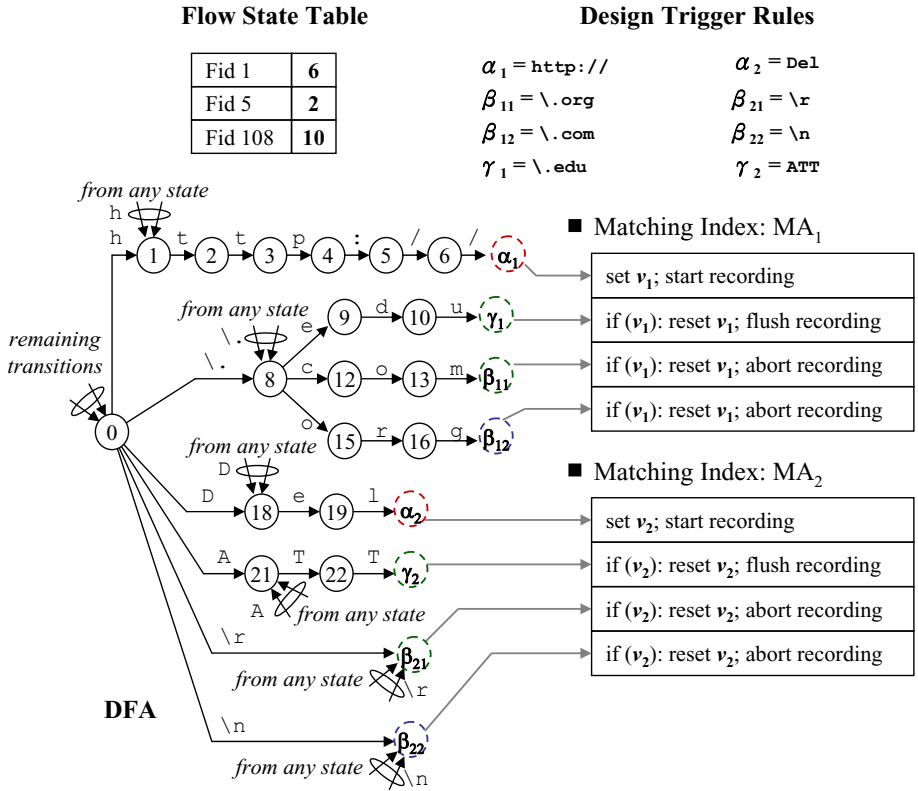 Flow State Table
Design Trigger Rules
Fid 1 6
Fid 5 2
Fid 108 10
α1 = http://
α2 = Del
β11 = \.org
β21 = \r
β12 = \.com
β22 = \n
γ1 = \.edu
γ2 = ATT
from any state
h
h 1 t 2 t 3 p 4 : 5 / 6 / α1
■ Matching Index: MA1
set v1; start recording
if (v1): reset v1; flush recording
if (v1): reset v1; abort recording
if (v1): reset v1; abort recording
from any state
\.
\. 8
e 9 d 10 u γ1
c 12 o 13 m β11
o 15 r 16 g β12
remaining
transitions
0
from any state
D
D 18 e 19 l α2
■ Matching Index: MA2
set v2; start recording
if (v2): reset v2; flush recording
if (v2): reset v2; abort recording
if (v2): reset v2; abort recording
A 21 T 22 T γ2
A
from any state
\r β21
from any state \r
DFA
\n β22
from any state \n